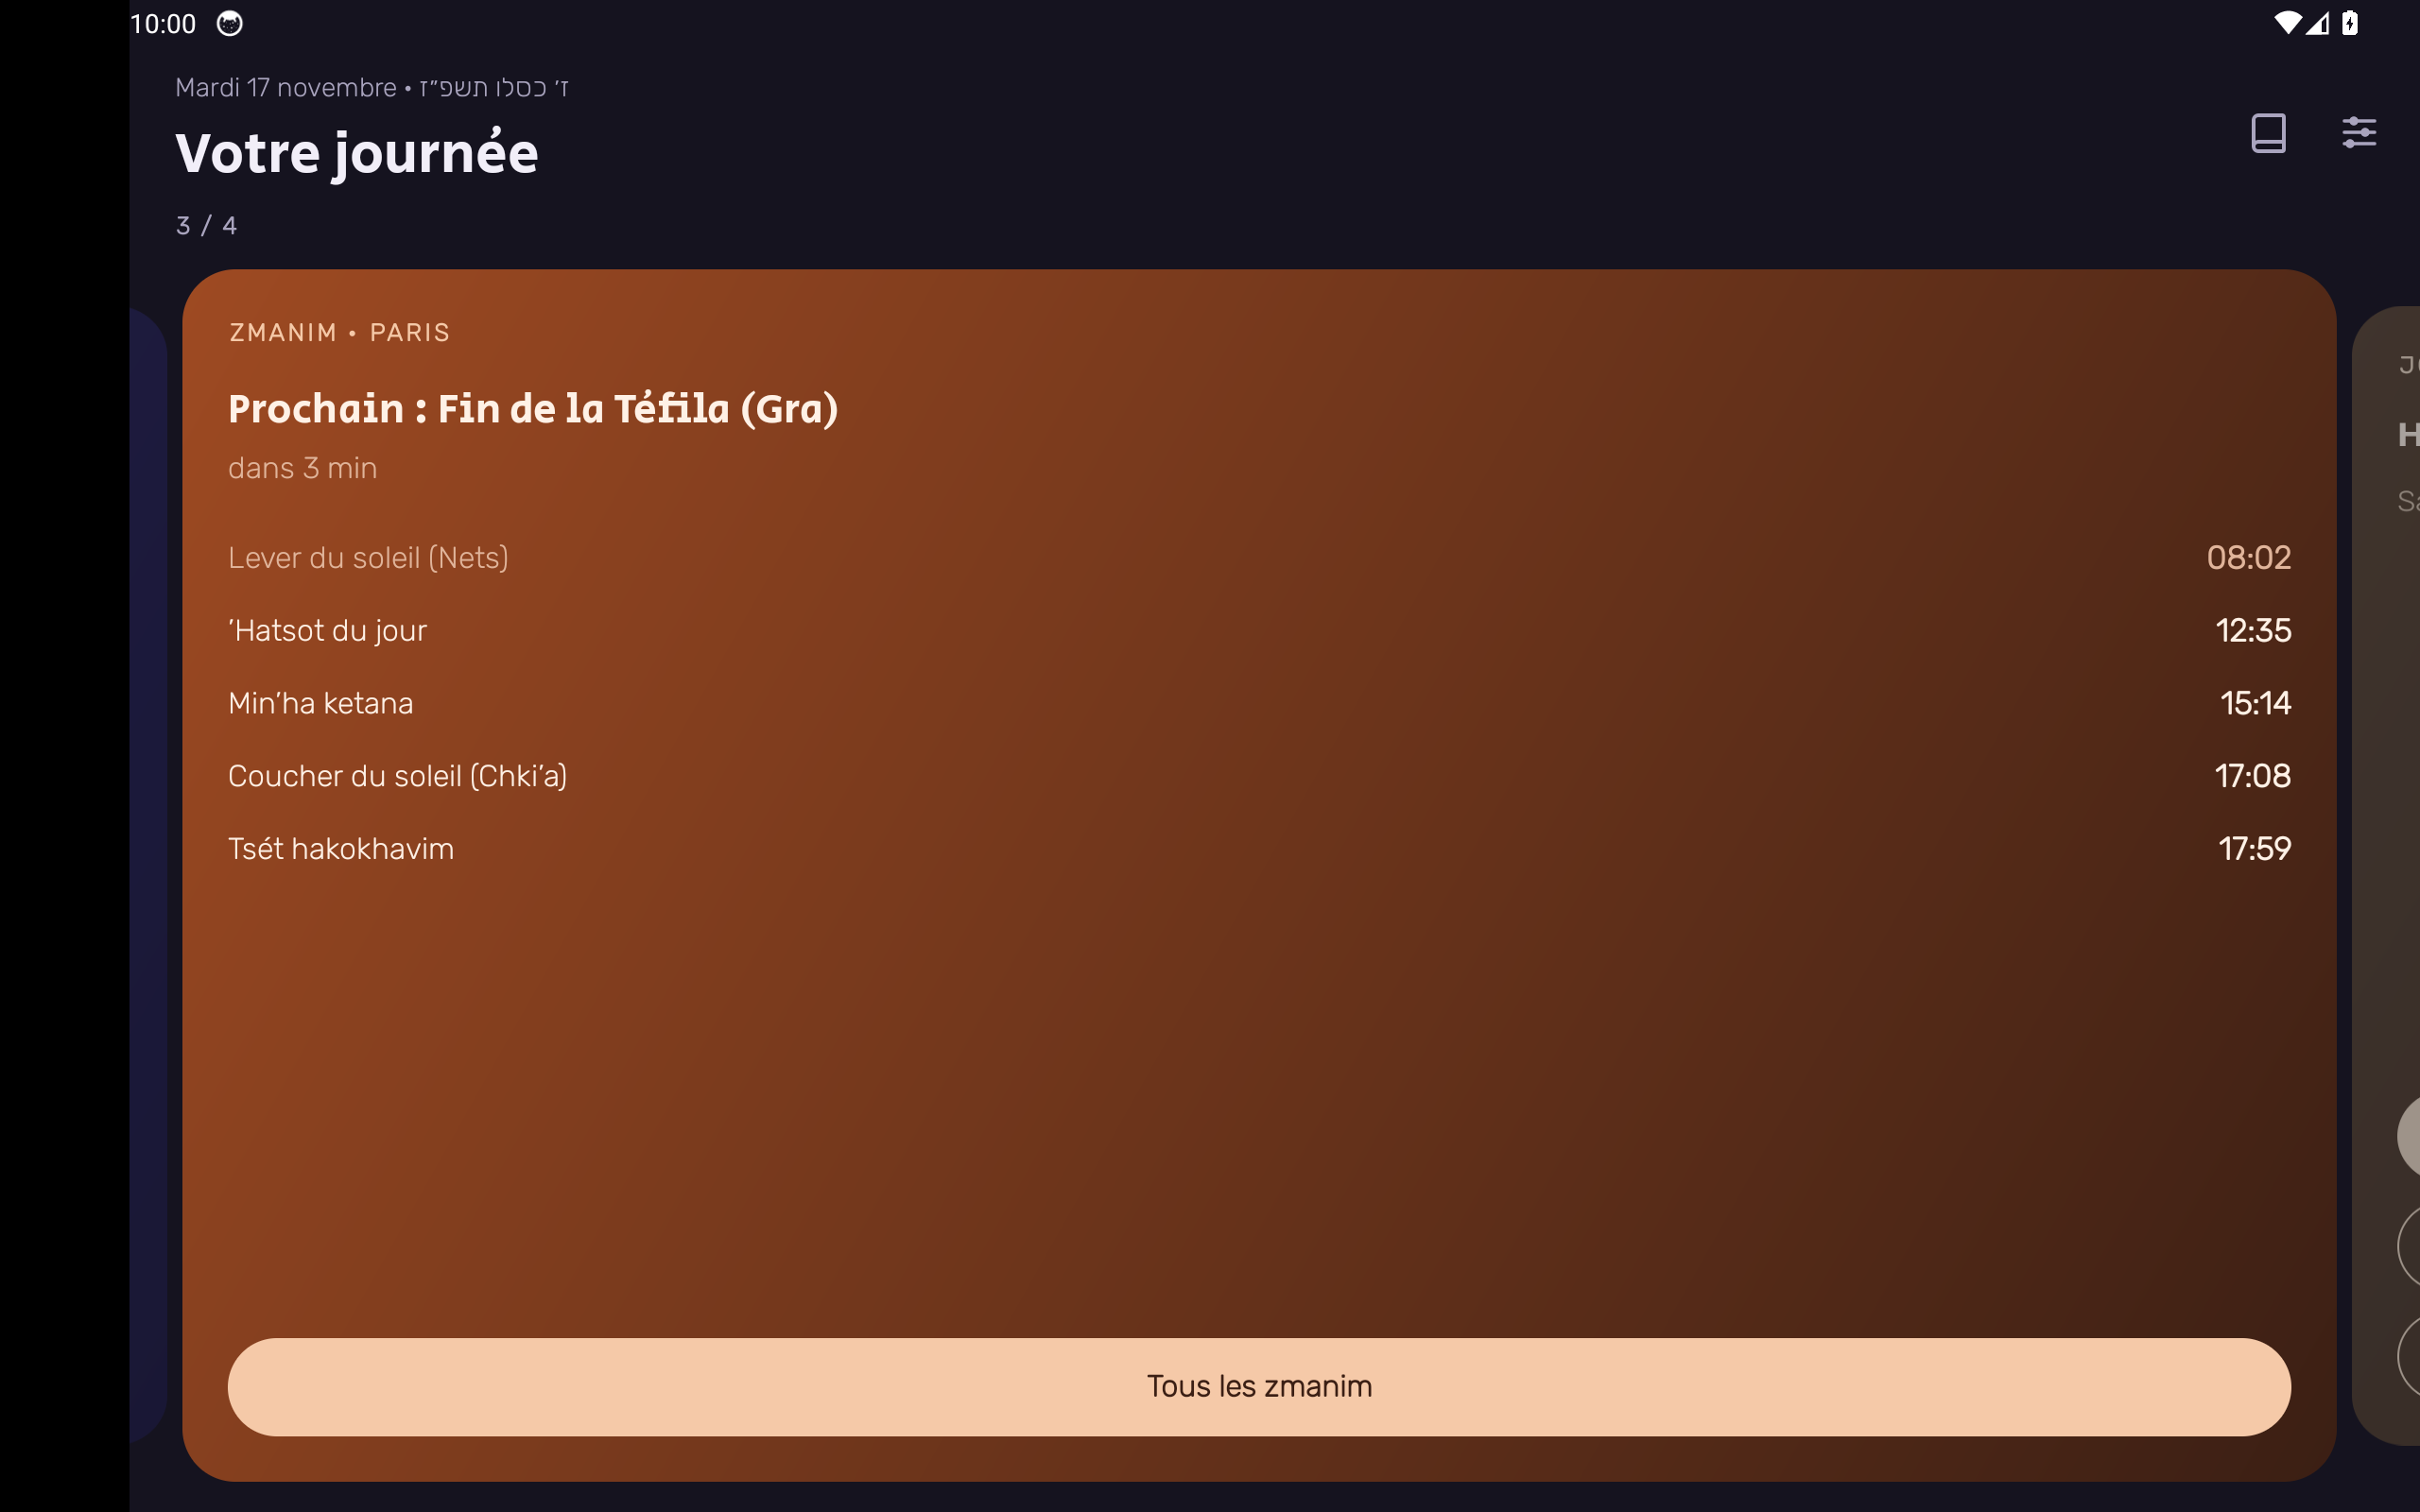 10:00
Mardi 17 novembre • ז׳ כסלו תשפ״ז
Votre journée
3 / 4
ZMANIM • PARIS
Prochain : Fin de la Téfila (Gra)
dans 3 min
Lever du soleil (Nets) 08:02
’Hatsot du jour 12:35
Min’ha ketana 15:14
Coucher du soleil (Chki’a) 17:08
Tsét hakokhavim 17:59
Tous les zmanim